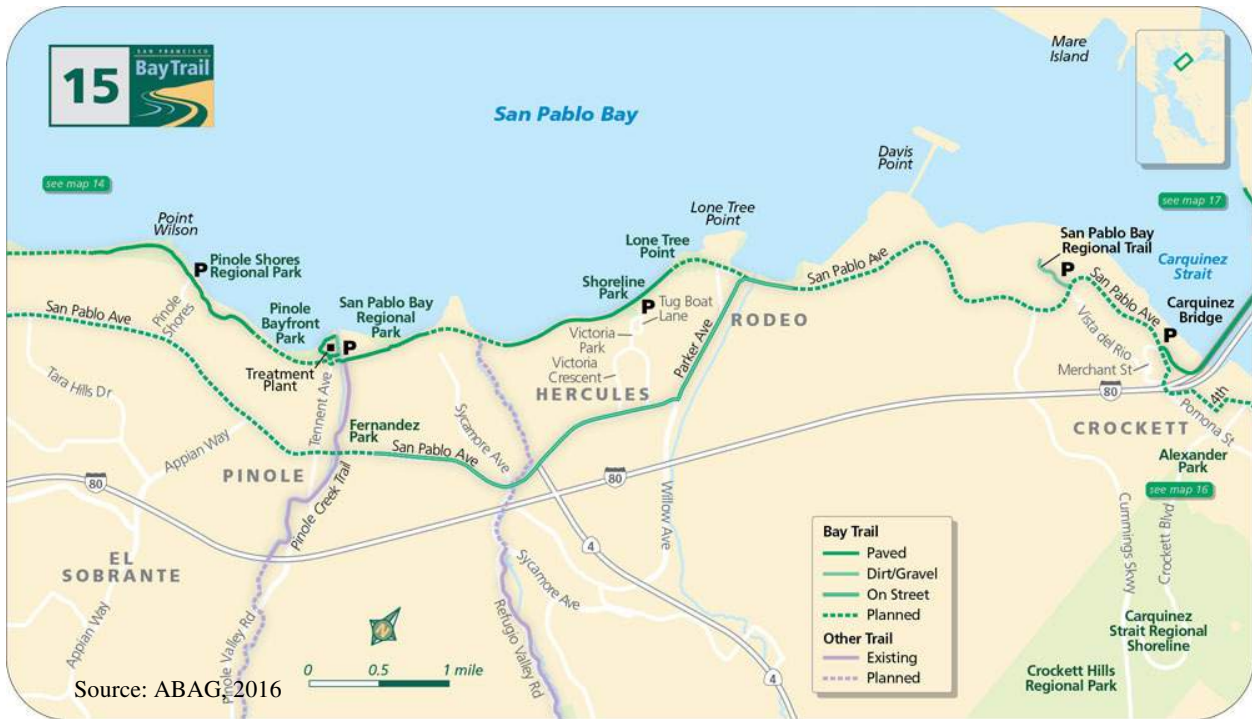 15
SAN FRANCISCO
Bay Trail
San Pablo Bay
Mare
Island
Davis
Point
see map 14
see map 17
Point
Wilson
Lone Tree
Point
Pinole Shores
Regional Park
P
Lone Tree
Point
San Pablo Bay
Regional Trail
P
Carquinez
Strait
San Pablo Ave
Pinole
Shores
Pinole
Bayfront
Park
San Pablo Bay
Regional
Park
Shoreline
Park
P
Tug Boat
Lane
San Pablo Ave
San Pablo Ave
Carquinez
Bridge
P
Treatment
Plant
P
Victoria
Park
Victoria
Crescent
RODEO
Parker Ave
Vista del Rio
Merchant St
HERCULES
Tara Hills Dr
Tennent Ave
Fernandez
Park
Sycamore Ave
80
4th
Pomona St
CROCKETT
Appian Way
San Pablo Ave
PINOLE
80
80
Pinole Creek Trail
Willow Ave
Alexander
Park
see map 16
EL
SOBRANTE
4
Sycamore Ave
Cummings Skwy
Crockett Blvd
Appian Way
Pinole Valley Rd
Refugio Valley Rd
N
0 0.5 1 mile
4
Bay Trail
Paved
Dirt/Gravel
On Street
Planned
Other Trail
Existing
Planned
Carquinez
Strait Regional
Shoreline
Crockett Hills
Regional Park
Source: ABAG, 2016